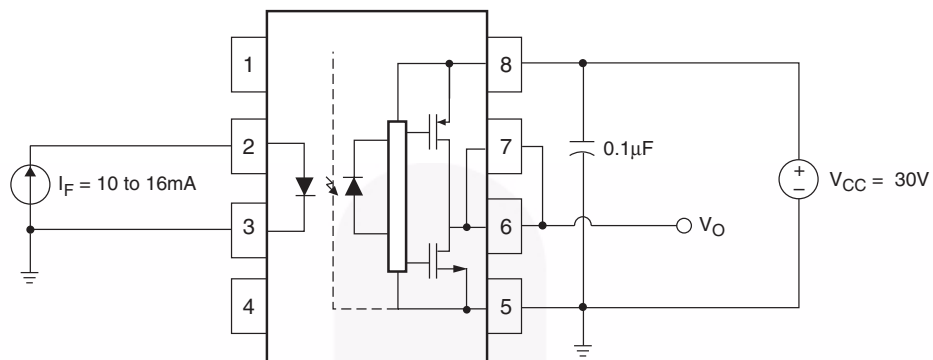 1
8
2
7
0.1μF
+
–
V_CC = 30V
I_F = 10 to 16mA
3
6
V_O
4
5